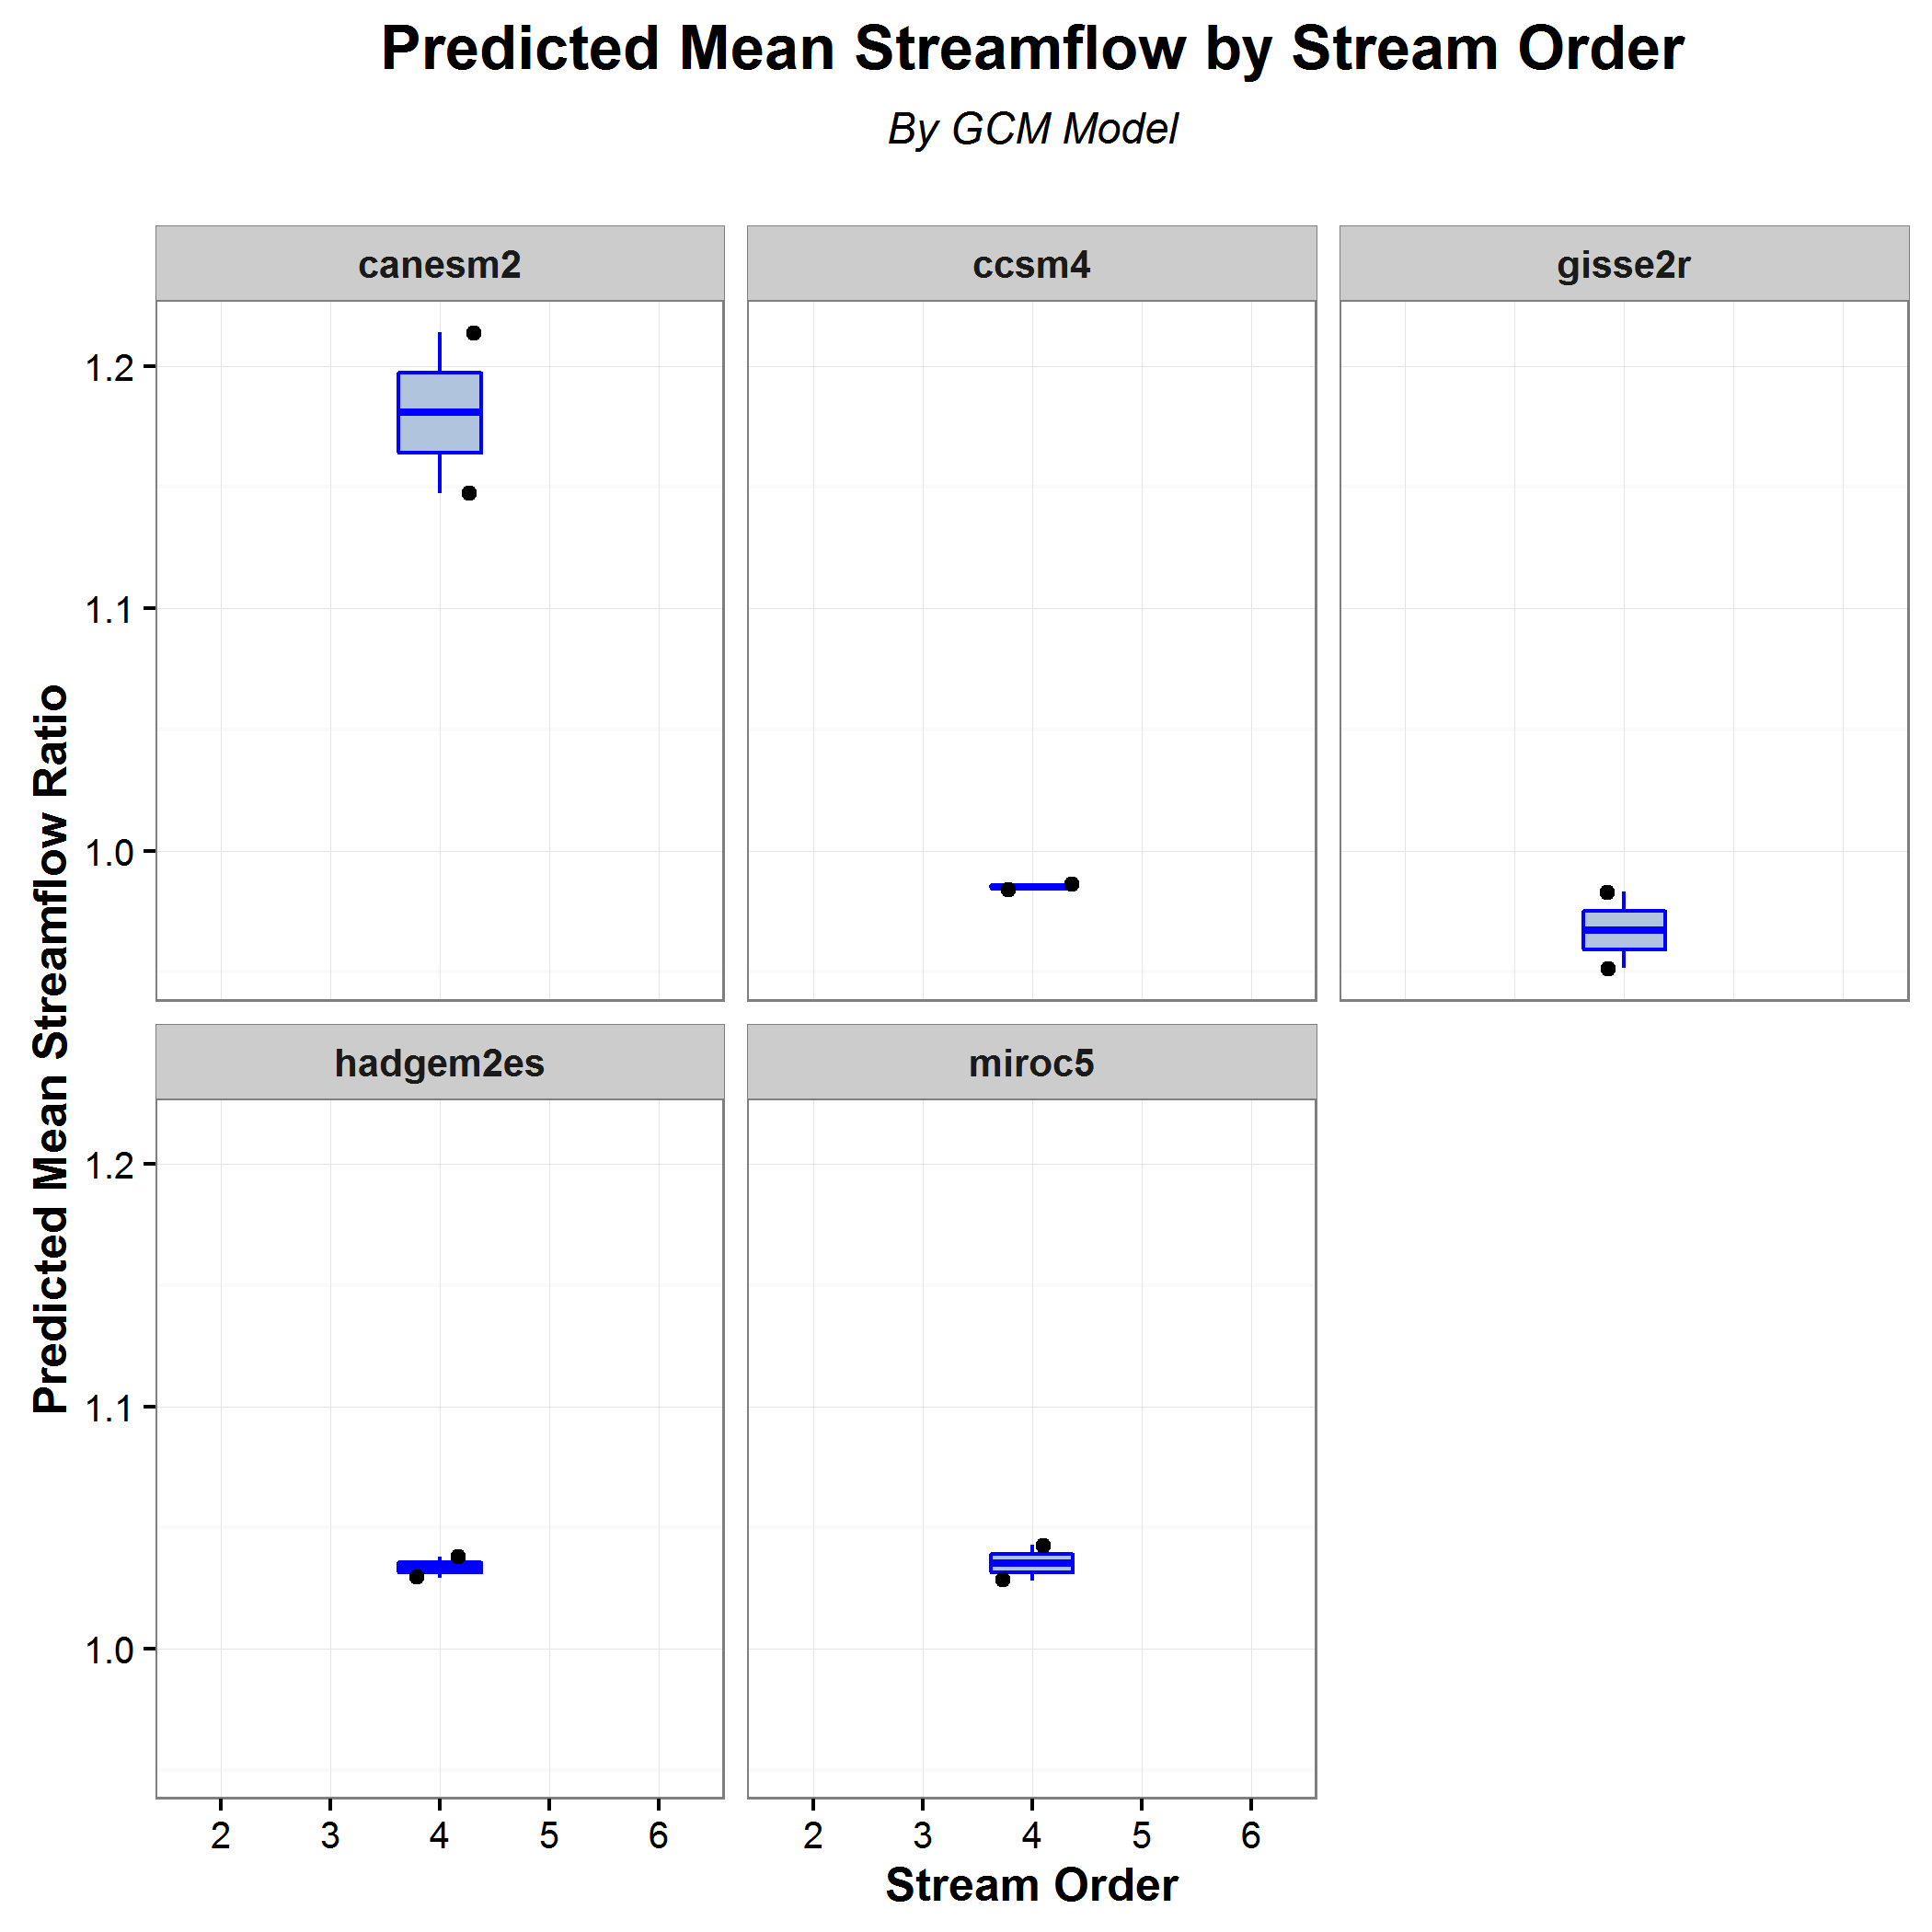 Predicted Mean Streamflow by Stream Order
By GCM Model
canesm2
ccsm4
gisse2r
1.2
1.1
1.0
Predicted Mean Streamflow Ratio
hadgem2es
miroc5
1.2
1.1
1.0
2 3 4 5 6
2 3 4 5 6
Stream Order